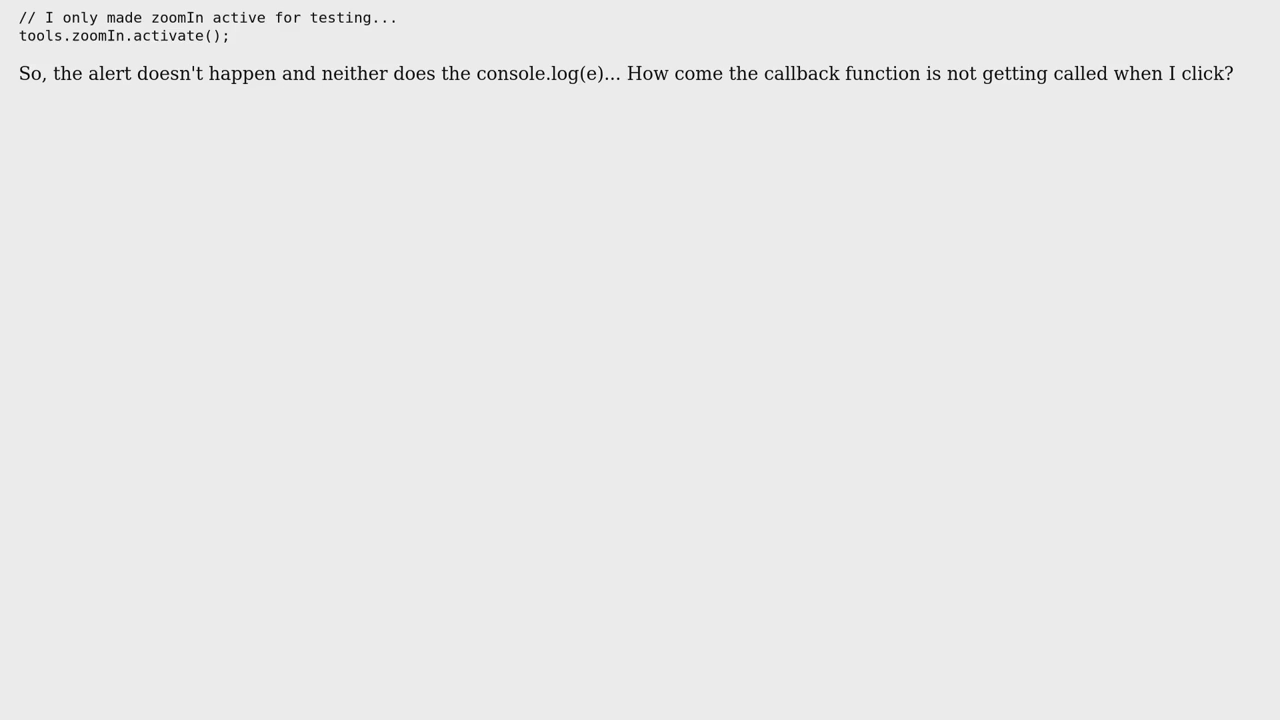 // I only made zoomIn active for testing...
tools.zoomIn.activate();
So, the alert doesn't happen and neither does the console.log(e)... How come the callback function is not getting called when I click?